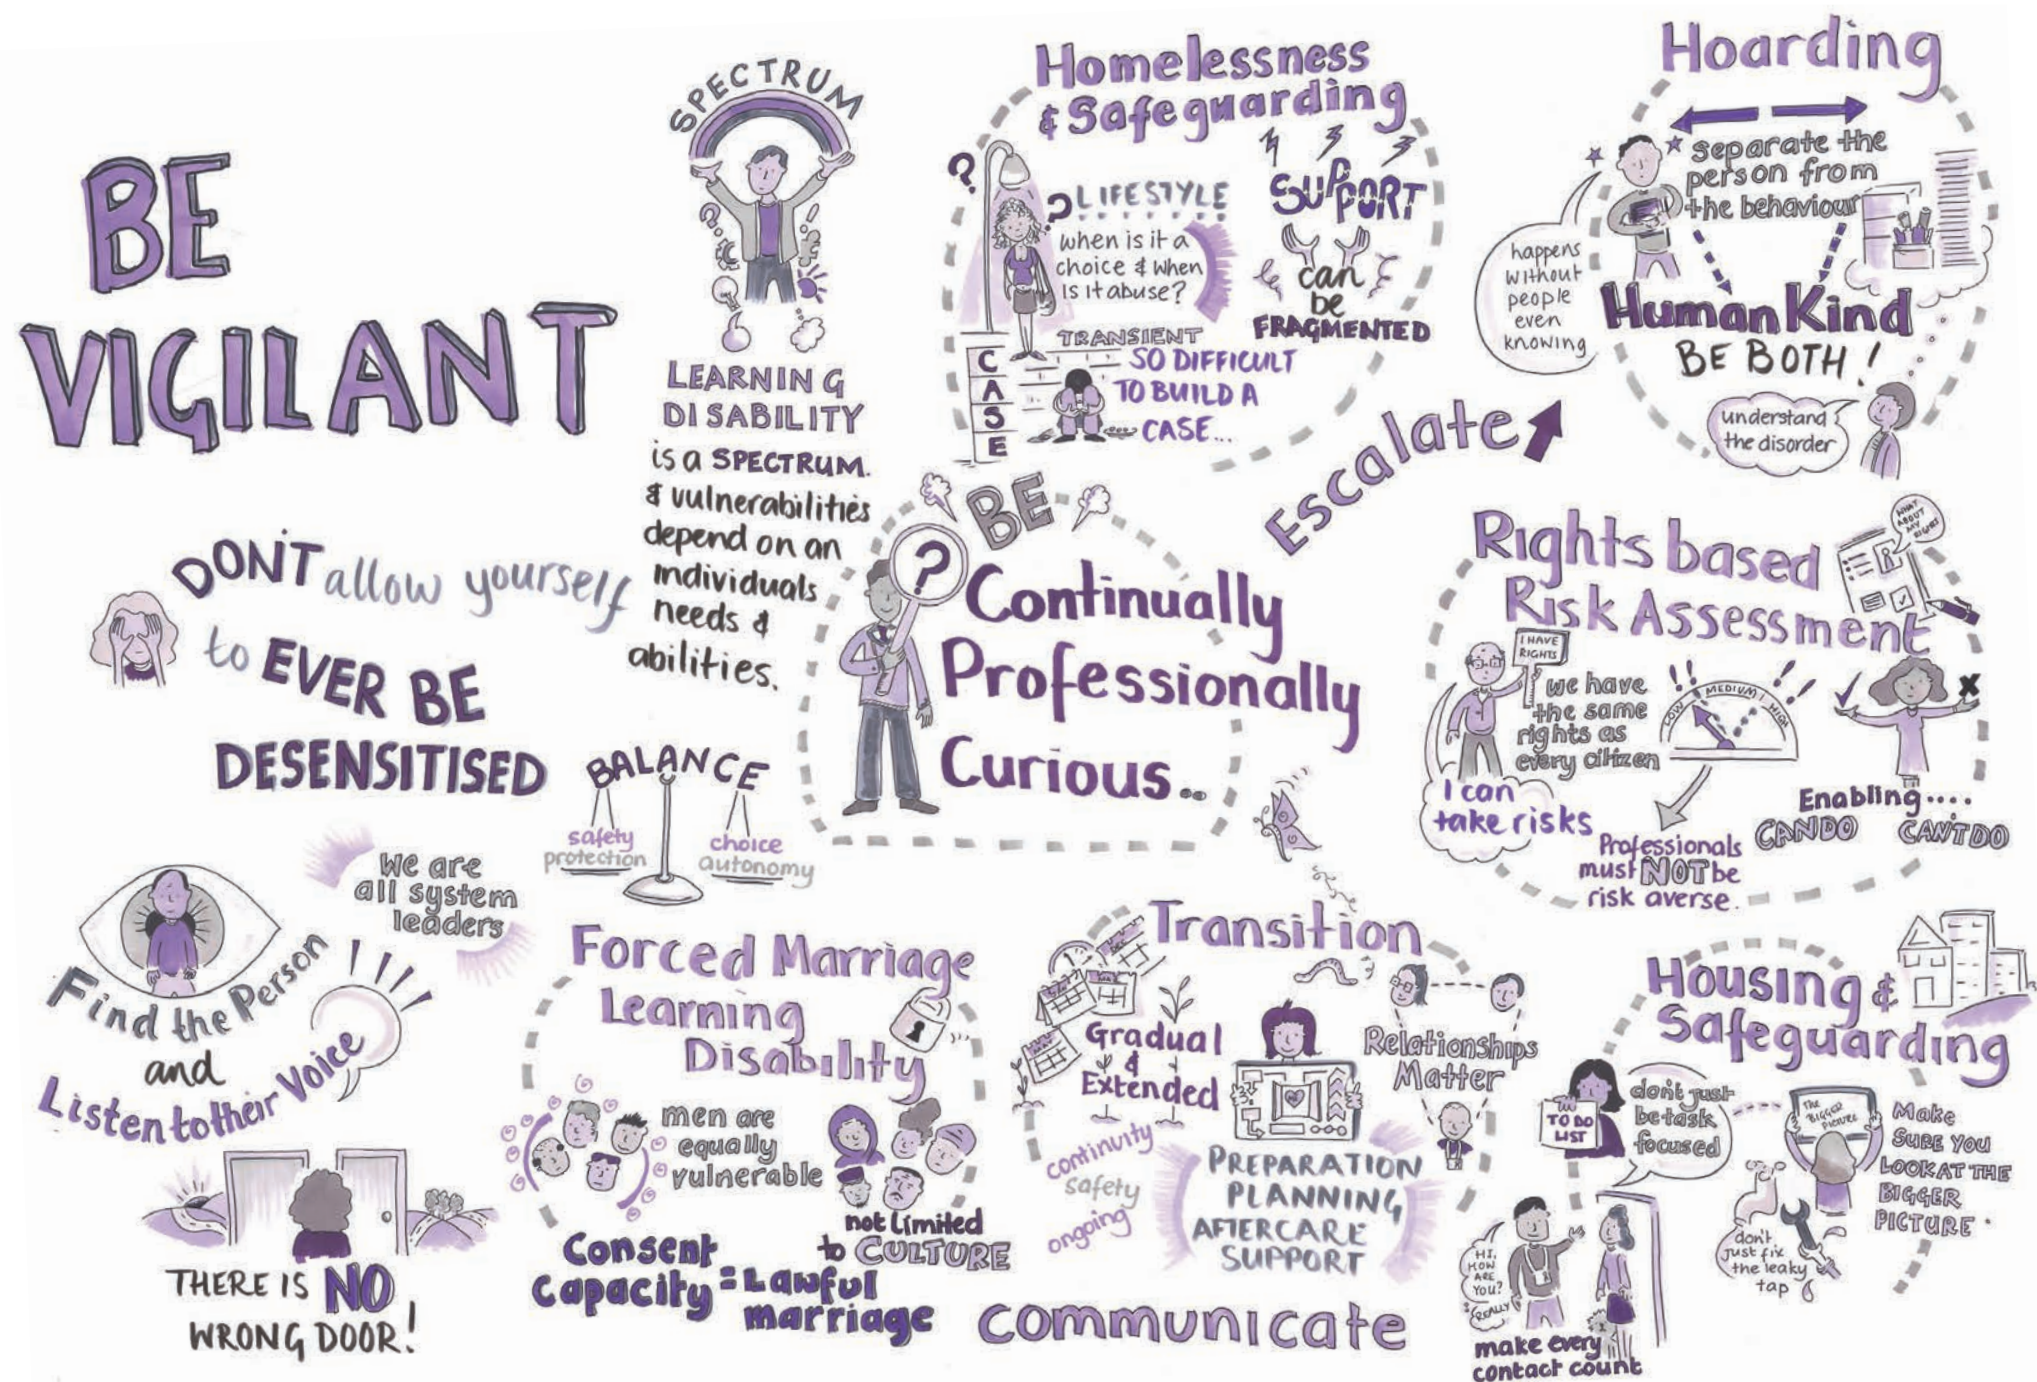 BE
VIGILANT
DON'T allow yourself
to EVER BE
DESENSITISED
SPECTRUM
LEARNING
DISABILITY
is a SPECTRUM.
& vulnerabilities
depend on an
individuals
needs &
abilities.
Homelessness
& Safeguarding
?
? LIFESTYLE
when is it a
choice & when
is it abuse?
SUPPORT
can
be
FRAGMENTED
TRANSIENT
SO DIFFICULT
TO BUILD A
CASE...
CASE
Hoarding
separate the
person from
the behaviour
happens
without
people
even
knowing
HumanKind
BE BOTH!
understand
the disorder
Escalate
BE
?
Continually
Professionally
Curious...
Rights based
Risk Assessment
WHAT
ABOUT
MY
RIGHTS
I HAVE
RIGHTS
we have
the same
rights as
every citizen
LOW MEDIUM HIGH
I can
take risks
Professionals
must NOT be
risk averse.
Enabling....
CAN DO CAN'T DO
BALANCE
safety
protection
choice
autonomy
we are
all system
leaders
Find the Person
and
Listen to their Voice
THERE IS NO
WRONG DOOR!
Forced Marriage
Learning
Disability
men are
equally
vulnerable
not limited
to CULTURE
Consent
capacity = Lawful
marriage
Transition
DEC
Gradual
&
Extended
Relationships
Matter
continuity
safety
ongoing
PREPARATION
PLANNING
AFTERCARE
SUPPORT
communicate
Housing &
Safeguarding
TO DO
LIST
don't just
be task
focused
THE
BIGGER
PICTURE
Make
SURE YOU
LOOK AT THE
BIGGER
PICTURE.
don't
just fix
the leaky
tap
HI,
HOW
ARE
YOU?
REALLY
make every
contact count